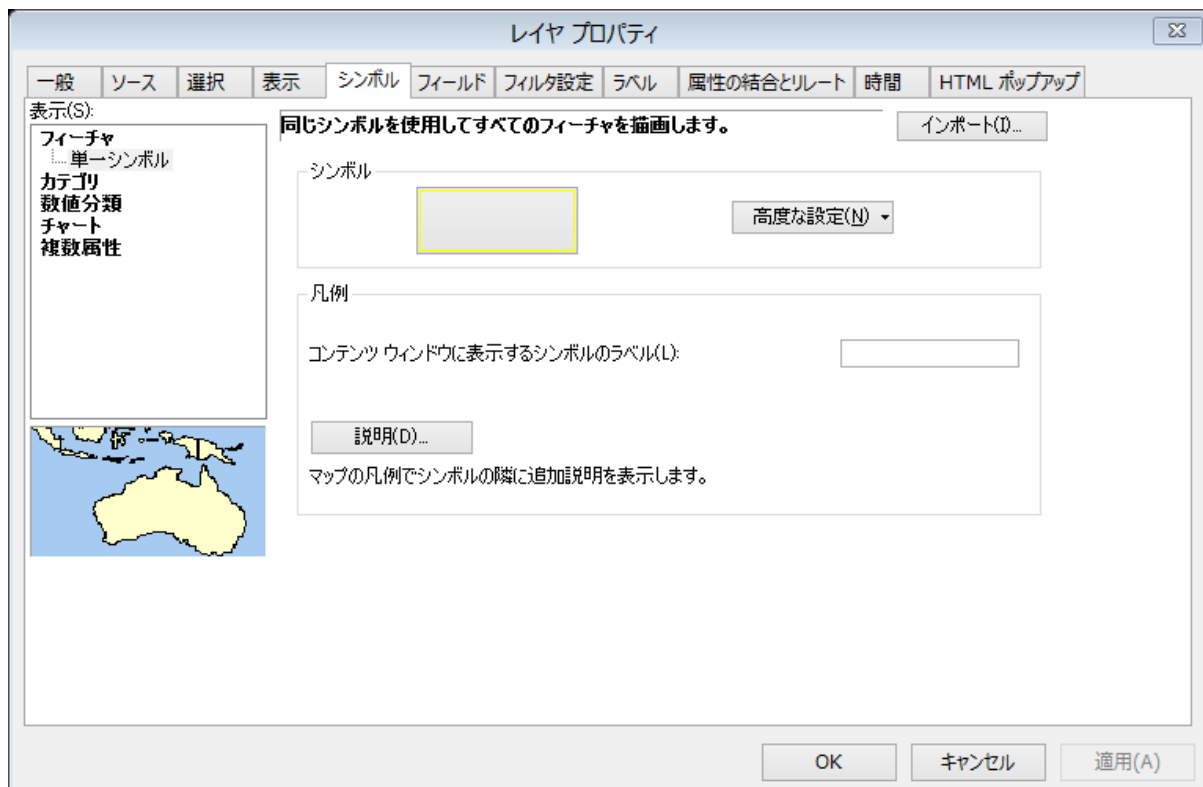 レイヤ プロパティ
一般 ソース 選択 表示 シンボル フィールド フィルタ設定 ラベル 属性の結合とリレート 時間 HTML ポップアップ
表示(S):
フィーチャ
単一シンボル
カテゴリ
数値分類
チャート
複数属性
同じシンボルを使用してすべてのフィーチャを描画します。
インポート(I)...
シンボル
高度な設定(N)
凡例
コンテンツ ウィンドウに表示するシンボルのラベル(L):
説明(D)...
マップの凡例でシンボルの隣に追加説明を表示します。
OK キャンセル 適用(A)